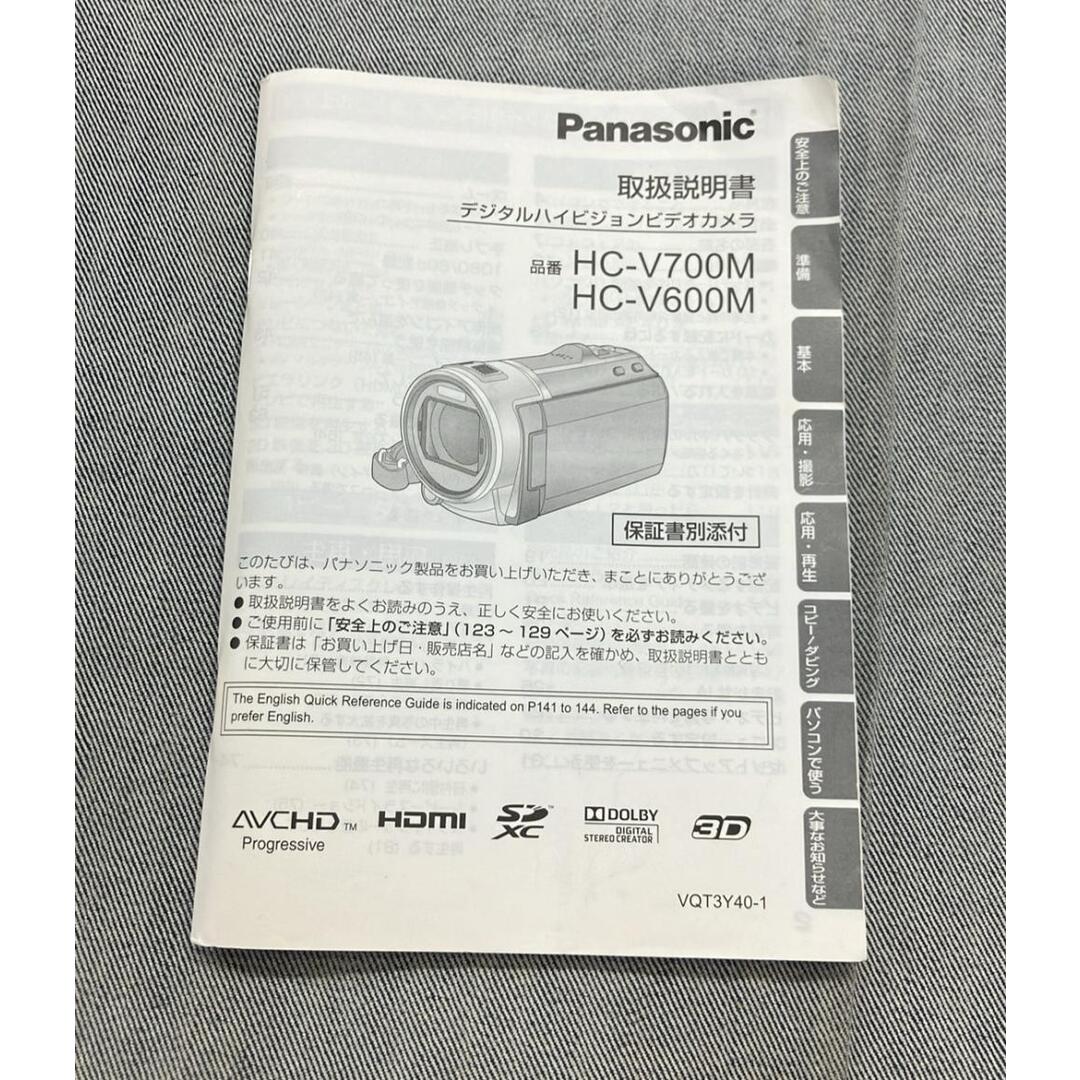 Panasonic®
取扱説明書
デジタルハイビジョンビデオカメラ
品番 HC-V700M
HC-V600M
保証書別添付
このたびは、パナソニック製品をお買い上げいただき、まことにありがとうござ
います。
● 取扱説明書をよくお読みのうえ、正しく安全にお使いください。
● ご使用前に「安全上のご注意」(123 ~ 129 ページ) を必ずお読みください。
● 保証書は「お買い上げ日・販売店名」などの記入を確かめ、取扱説明書ととも
に大切に保管してください。
The English Quick Reference Guide is indicated on P141 to 144. Refer to the pages if you
prefer English.
AVCHD™ Progressive
HDMI
SD XC™
DOLBY DIGITAL STEREO CREATOR
3D
VQT3Y40-1
安全上のご注意
準備
基本
応用・撮影
応用・再生
コピー/ダビング
パソコンで使う
大事なお知らせなど